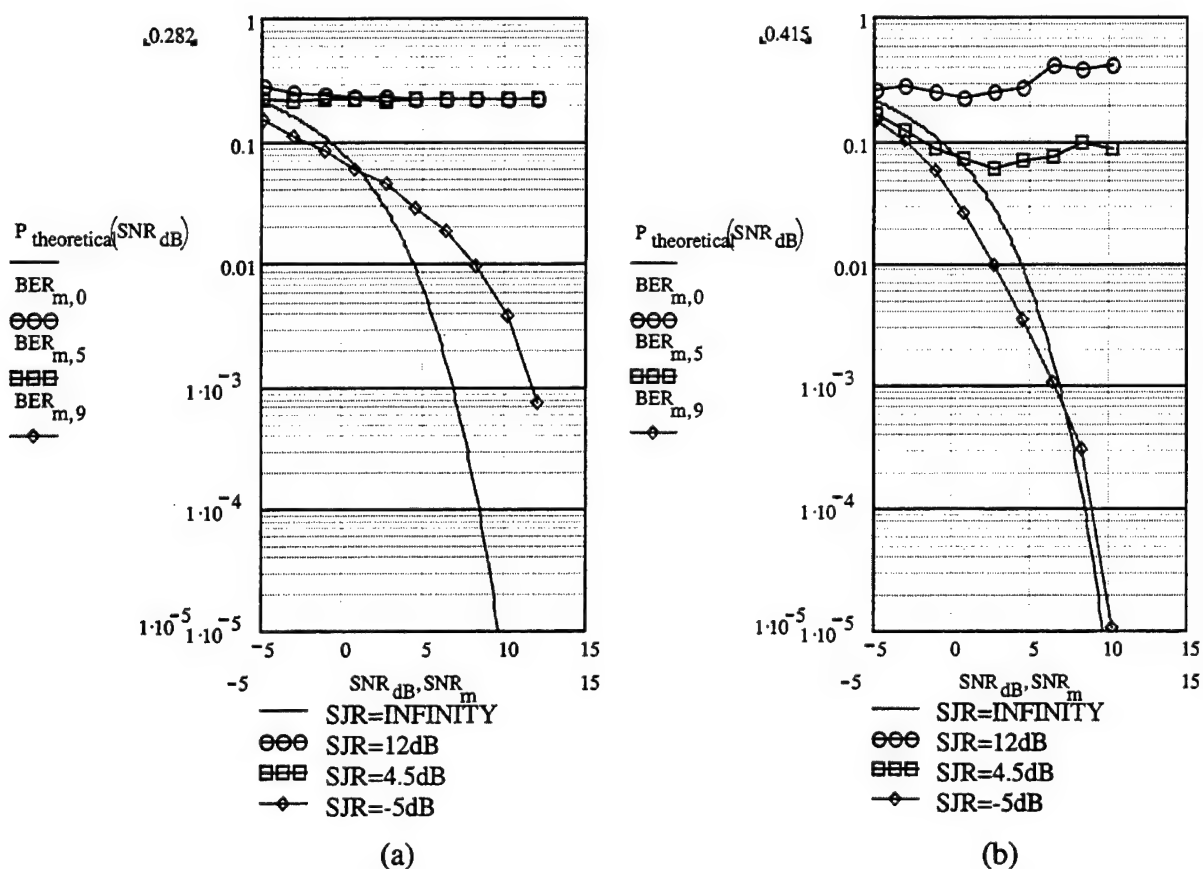 0.282
1
0.1
0.01
1·10⁻³
1·10⁻⁴
1·10⁻⁵ 1·10⁻⁵
P theoretical(SNR dB)
BER m,0
BER m,5
BER m,9
-5 0 5 10 15
-5 SNR dB, SNR m 15
SJR=INFINITY
SJR=12dB
SJR=4.5dB
SJR=-5dB
(a)
0.415
1
0.1
0.01
1·10⁻³
1·10⁻⁴
1·10⁻⁵ 1·10⁻⁵
P theoretical(SNR dB)
BER m,0
BER m,5
BER m,9
-5 0 5 10 15
-5 SNR dB, SNR m 15
SJR=INFINITY
SJR=12dB
SJR=4.5dB
SJR=-5dB
(b)